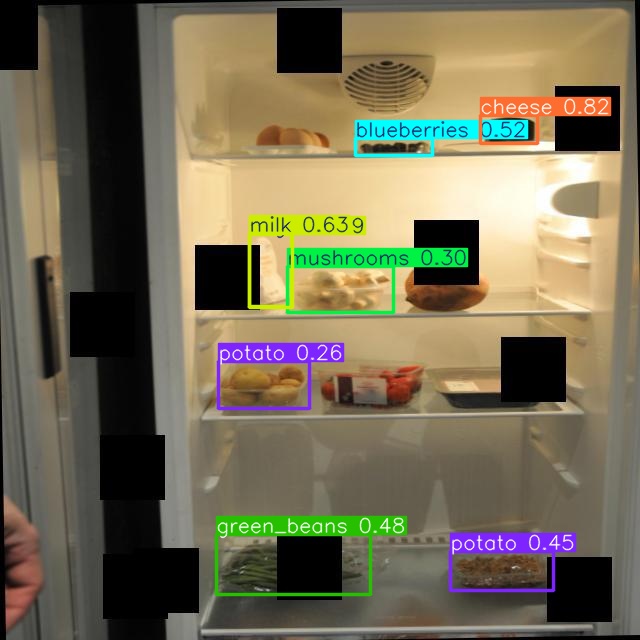 cheese 0.82
blueberries 0.52
milk 0.639
mushrooms 0.30
potato 0.26
green_beans 0.48
potato 0.45